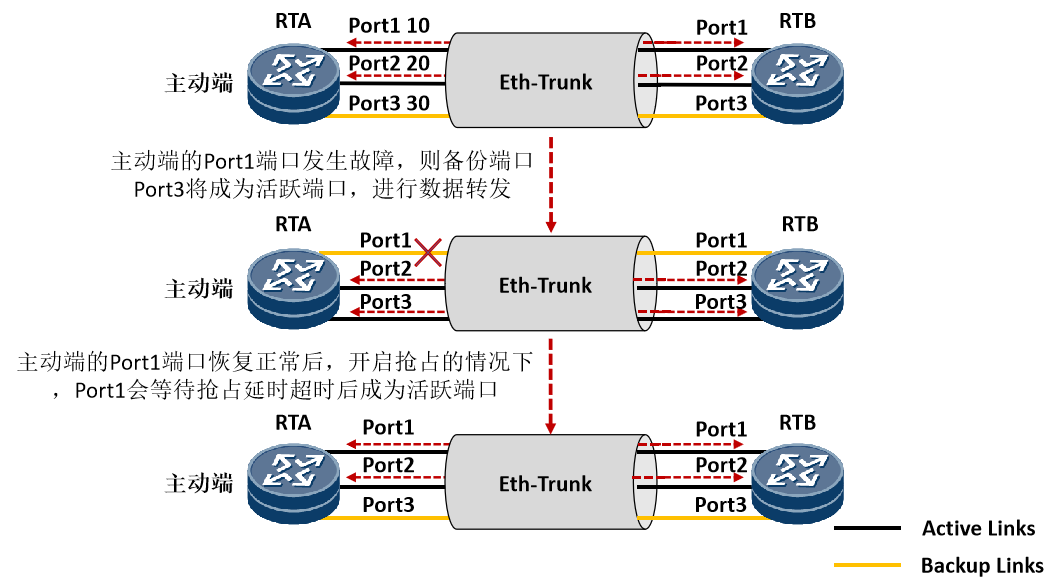 RTA
Port1 10
Port1
RTB
主动端
Port2 20
Eth-Trunk
Port2
Port3 30
Port3
主动端的Port1端口发生故障，则备份端口
Port3将成为活跃端口，进行数据转发
RTA
Port1
Port1
RTB
主动端
Port2
Eth-Trunk
Port2
Port3
Port3
主动端的Port1端口恢复正常后，开启抢占的情况下
，Port1会等待抢占延时超时后成为活跃端口
RTA
Port1
Port1
RTB
主动端
Port2
Eth-Trunk
Port2
Port3
Port3
Active Links
Backup Links